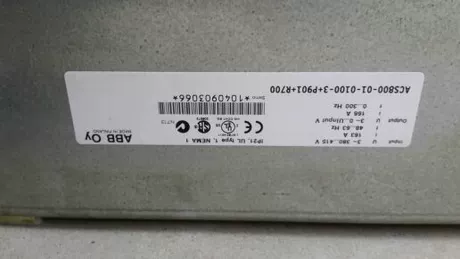 ABB Oy
MADE IN FINLAND
IP21, UL type 1, NEMA 1
Input
U 3~ 380...415 V
I 163 A
f 48...63 Hz
Output
U 3~ 0...Uinput V
I 166 A
f 0...300 Hz
*1040903066*
ACS800-01-0100-3+P901+R700